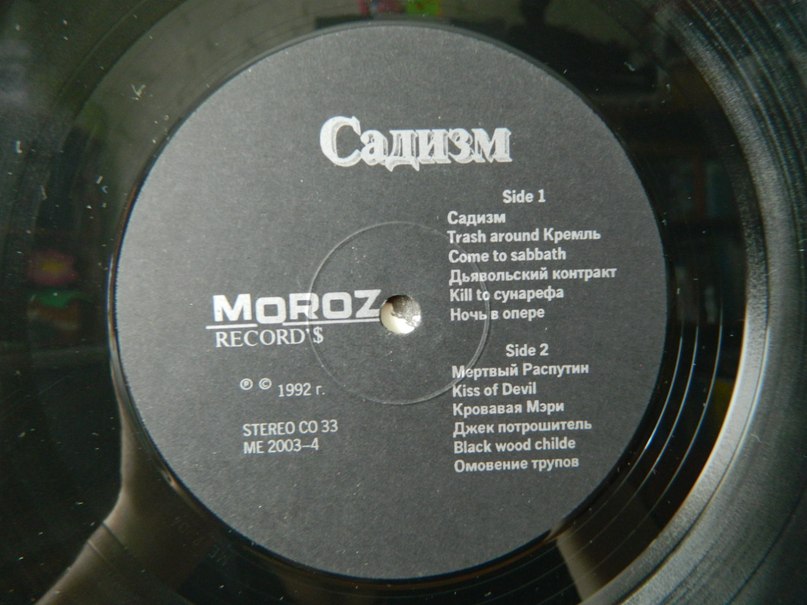 Садизм
Side 1
Садизм
Trash around Кремль
Come to sabbath
Дьявольский контракт
Kill to сунарефа
Ночь в опере
MOROZ
RECORD'$
Side 2
Мертвый Распутин
Kiss of Devil
Кровавая Мэри
Джек потрошитель
Black wood childe
Омовение трупов
℗ © 1992 г.
STEREO СО 33
ME 2003–4